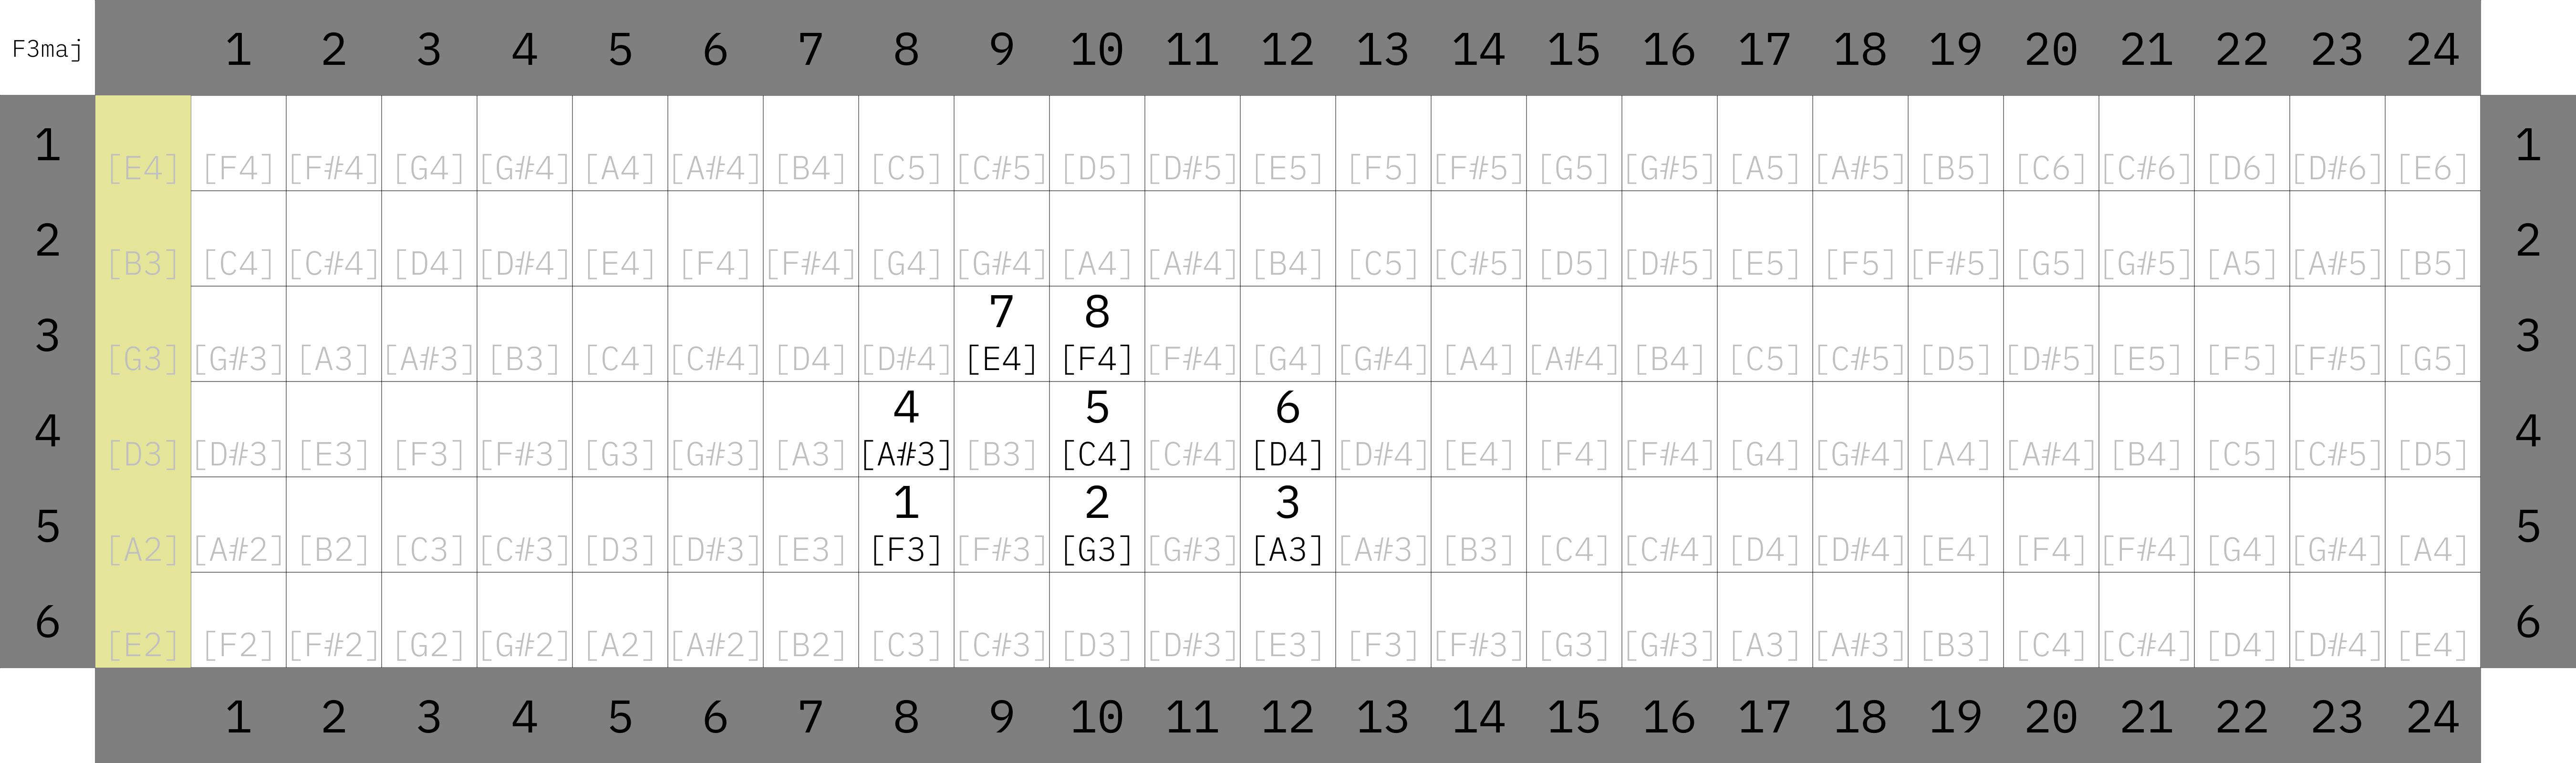 F3maj 1 2 3 4 5 6 7 8 9 10 11 12 13 14 15 16 17 18 19 20 21 22 23 24
1 [E4] [F4] [F#4] [G4] [G#4] [A4] [A#4] [B4] [C5] [C#5] [D5] [D#5] [E5] [F5] [F#5] [G5] [G#5] [A5] [A#5] [B5] [C6] [C#6] [D6] [D#6] [E6] 1
2 [B3] [C4] [C#4] [D4] [D#4] [E4] [F4] [F#4] [G4] [G#4] [A4] [A#4] [B4] [C5] [C#5] [D5] [D#5] [E5] [F5] [F#5] [G5] [G#5] [A5] [A#5] [B5] 2
7 8
3 [G3] [G#3] [A3] [A#3] [B3] [C4] [C#4] [D4] [D#4] [E4] [F4] [F#4] [G4] [G#4] [A4] [A#4] [B4] [C5] [C#5] [D5] [D#5] [E5] [F5] [F#5] [G5] 3
4 5 6
4 [D3] [D#3] [E3] [F3] [F#3] [G3] [G#3] [A3] [A#3] [B3] [C4] [C#4] [D4] [D#4] [E4] [F4] [F#4] [G4] [G#4] [A4] [A#4] [B4] [C5] [C#5] [D5] 4
1 2 3
5 [A2] [A#2] [B2] [C3] [C#3] [D3] [D#3] [E3] [F3] [F#3] [G3] [G#3] [A3] [A#3] [B3] [C4] [C#4] [D4] [D#4] [E4] [F4] [F#4] [G4] [G#4] [A4] 5
6 [E2] [F2] [F#2] [G2] [G#2] [A2] [A#2] [B2] [C3] [C#3] [D3] [D#3] [E3] [F3] [F#3] [G3] [G#3] [A3] [A#3] [B3] [C4] [C#4] [D4] [D#4] [E4] 6
1 2 3 4 5 6 7 8 9 10 11 12 13 14 15 16 17 18 19 20 21 22 23 24